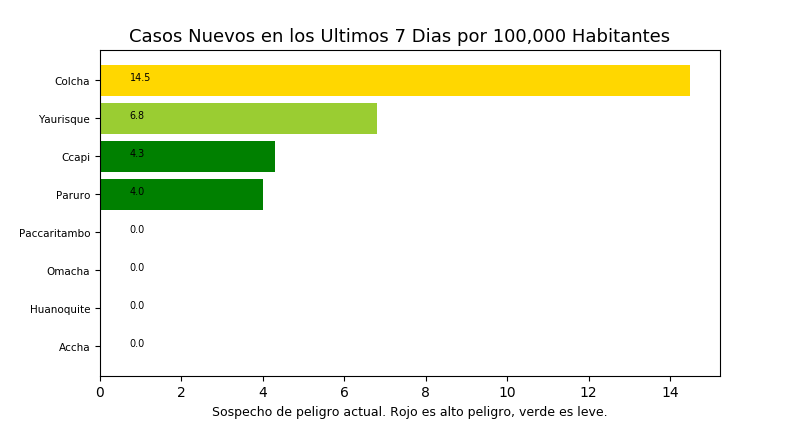 Casos Nuevos en los Ultimos 7 Dias por 100,000 Habitantes
Colcha 14.5
Yaurisque 6.8
Ccapi 4.3
Paruro 4.0
Paccaritambo 0.0
Omacha 0.0
Huanoquite 0.0
Accha 0.0
0 2 4 6 8 10 12 14
Sospecho de peligro actual. Rojo es alto peligro, verde es leve.